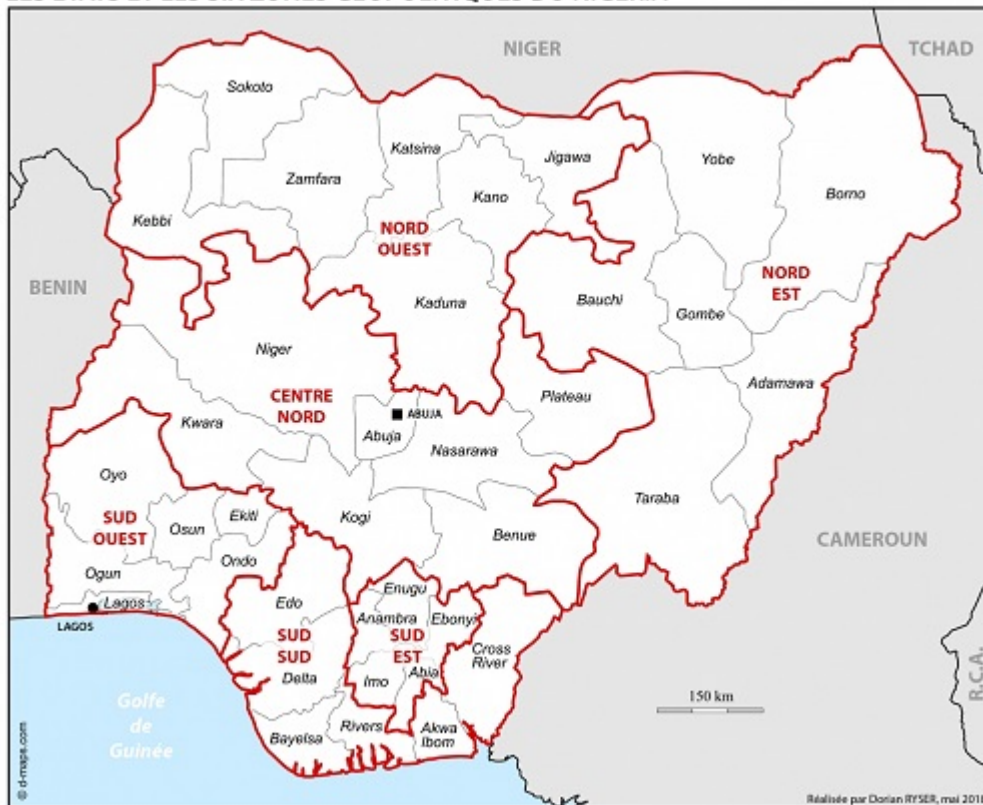 NIGER
TCHAD
Sokoto
Katsina
Jigawa
Yobe
Zamfara
Kano
Borno
Kebbi
NORD
OUEST
BENIN
NORD
EST
Kaduna
Bauchi
Gombe
Niger
Adamawa
CENTRE
NORD
Plateau
ABUJA
Abuja
Kwara
Nasarawa
Oyo
Taraba
Kogi
SUD
OUEST
Osun
Ekiti
Benue
CAMEROUN
Ondo
Ogun
Enugu
Lagos
Edo
Anambra
Ebonyi
LAGOS
SUD
SUD
SUD
EST
Cross
River
Delta
Imo
Abia
R.C.A.
150 km
Golfe
de
Guinée
Rivers
Akwa
Ibom
Bayelsa
© d-maps.com
Réalisée par Dorian RYSER, mai 2018